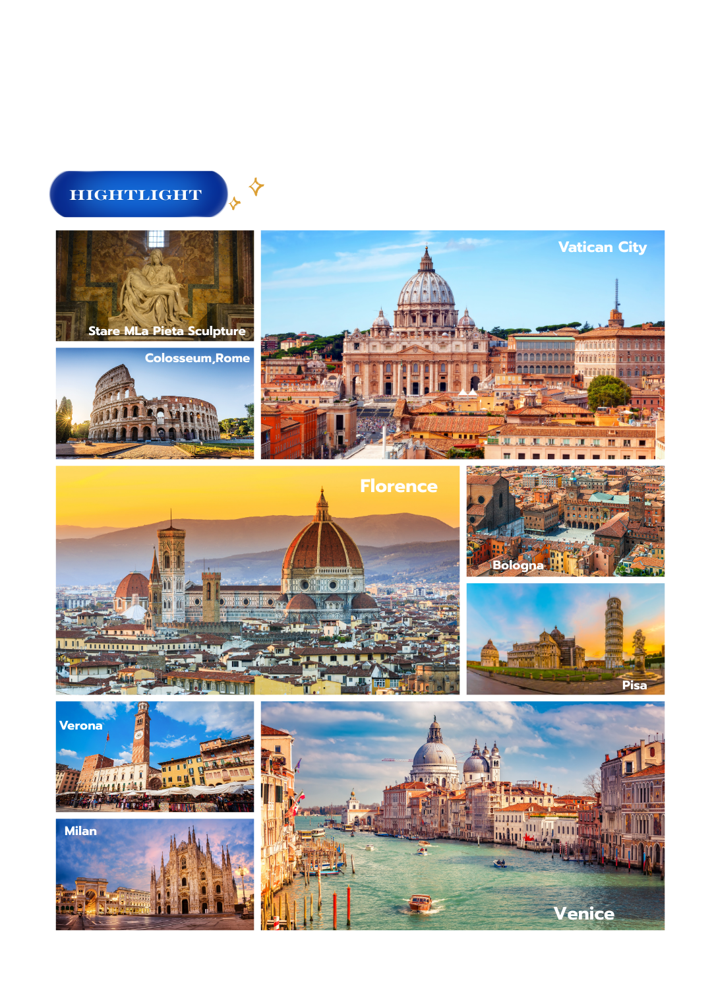 HIGHTLIGHT
Vatican City
Stare MLa Pieta Sculpture
Colosseum,Rome
Florence
Bologna
Pisa
Verona
Milan
Venice